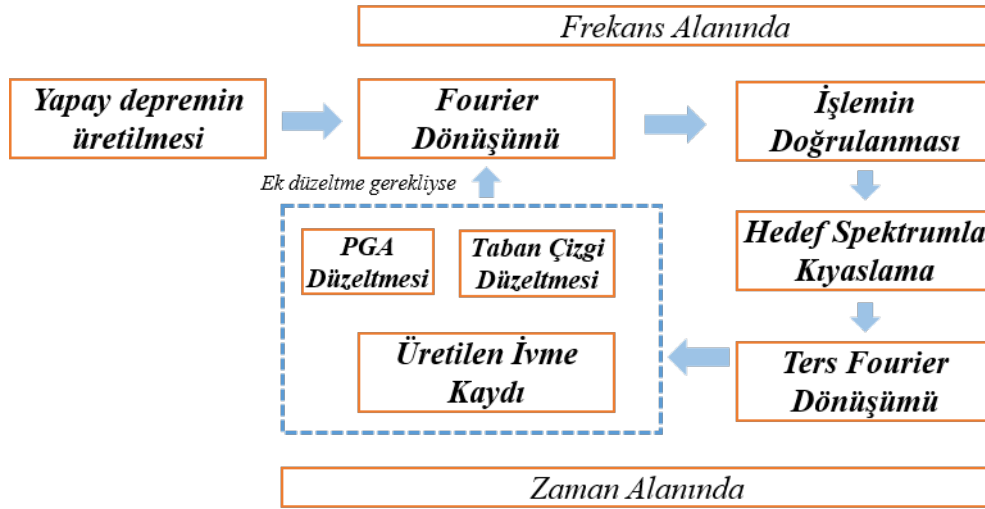 Frekans Alanında
Yapay depremin
üretilmesi
Fourier
Dönüşümü
İşlemin
Doğrulanması
Ek düzeltme gerekliyse
Hedef Spektrumla
Kıyaslama
PGA
Düzeltmesi
Taban Çizgi
Düzeltmesi
Üretilen İvme
Kaydı
Ters Fourier
Dönüşümü
Zaman Alanında